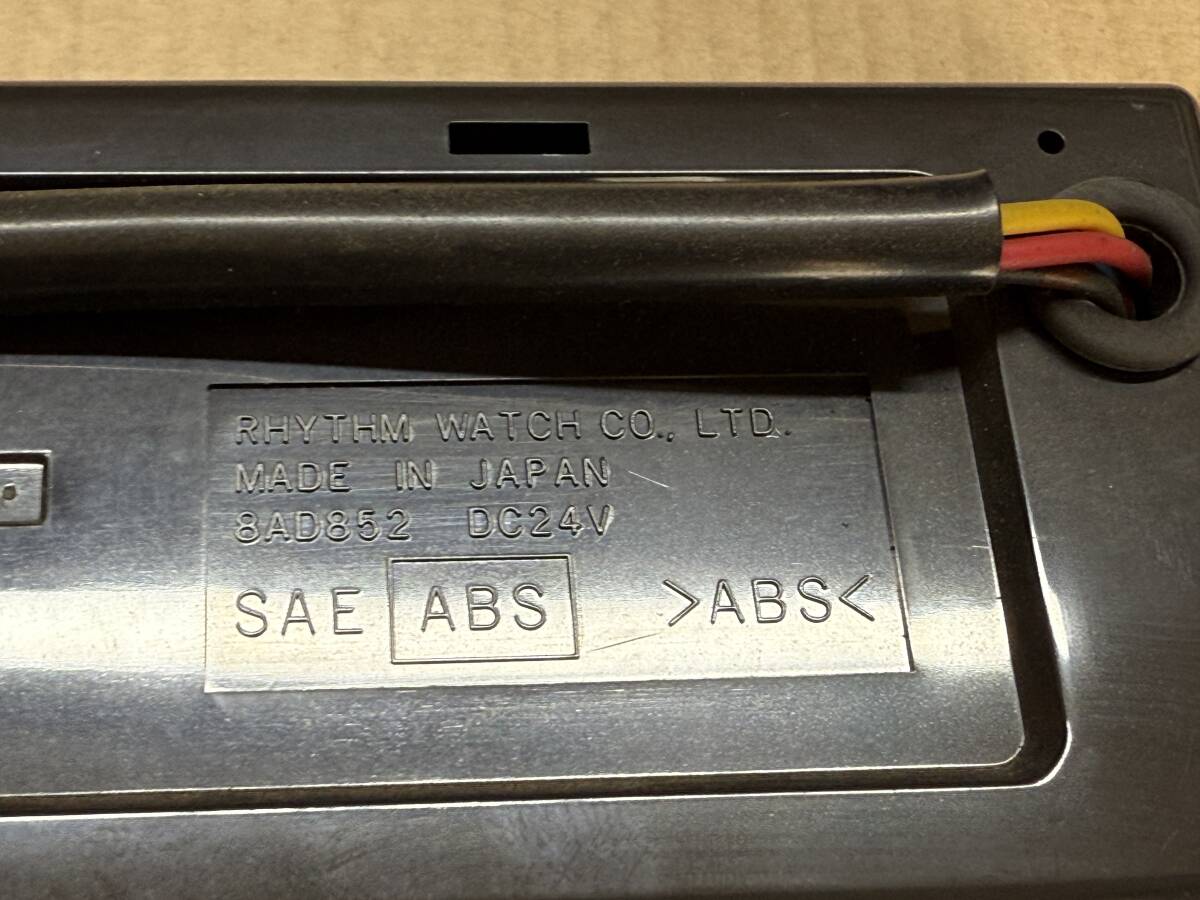 RHYTHM WATCH CO., LTD.
MADE IN JAPAN
8AD852 DC24V
SAE ABS >ABS<